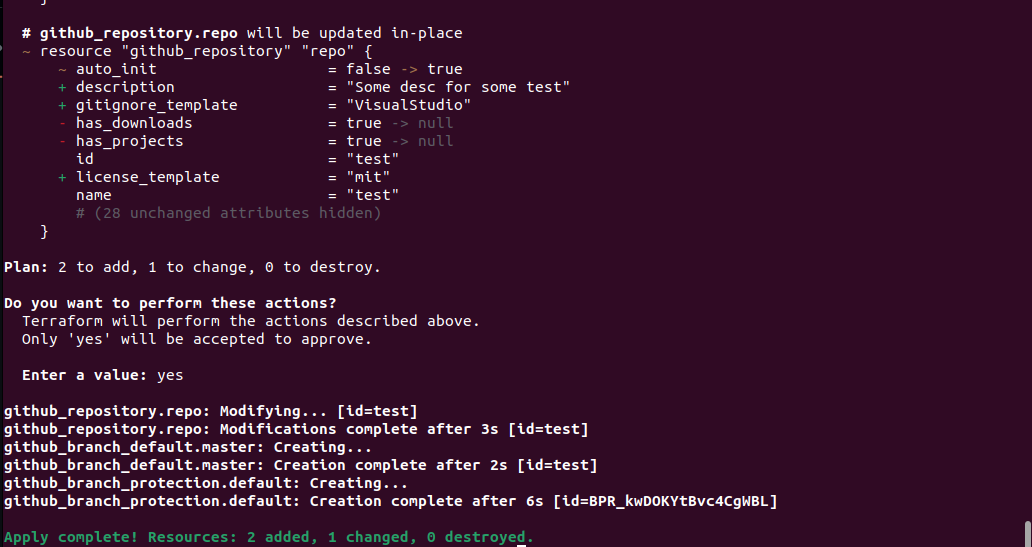 }
# github_repository.repo will be updated in-place
~ resource "github_repository" "repo" {
~ auto_init = false -> true
+ description = "Some desc for some test"
+ gitignore_template = "VisualStudio"
- has_downloads = true -> null
- has_projects = true -> null
id = "test"
+ license_template = "mit"
name = "test"
# (28 unchanged attributes hidden)
}
Plan: 2 to add, 1 to change, 0 to destroy.
Do you want to perform these actions?
Terraform will perform the actions described above.
Only 'yes' will be accepted to approve.
Enter a value: yes
github_repository.repo: Modifying... [id=test]
github_repository.repo: Modifications complete after 3s [id=test]
github_branch_default.master: Creating...
github_branch_default.master: Creation complete after 2s [id=test]
github_branch_protection.default: Creating...
github_branch_protection.default: Creation complete after 6s [id=BPR_kwDOKYtBvc4CgWBL]
Apply complete! Resources: 2 added, 1 changed, 0 destroyed.